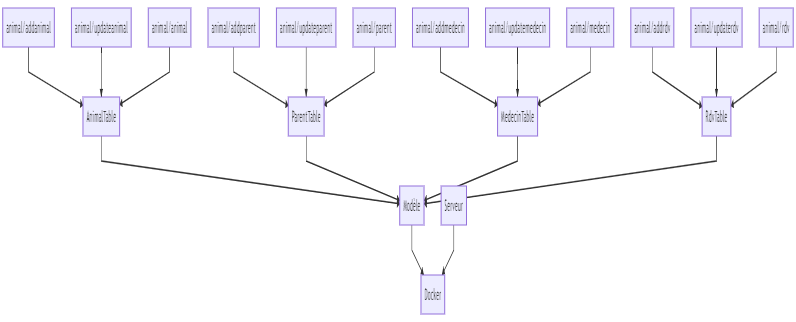 animal/addanimal
animal/updateanimal
animal/animal
animal/addparent
animal/updateparent
animal/parent
animal/addmedecin
animal/updatemedecin
animal/medecin
animal/addrdv
animal/updaterdv
animal/rdv
AnimalTable
ParentTable
MedecinTable
RdvTable
Modèle
Serveur
Docker